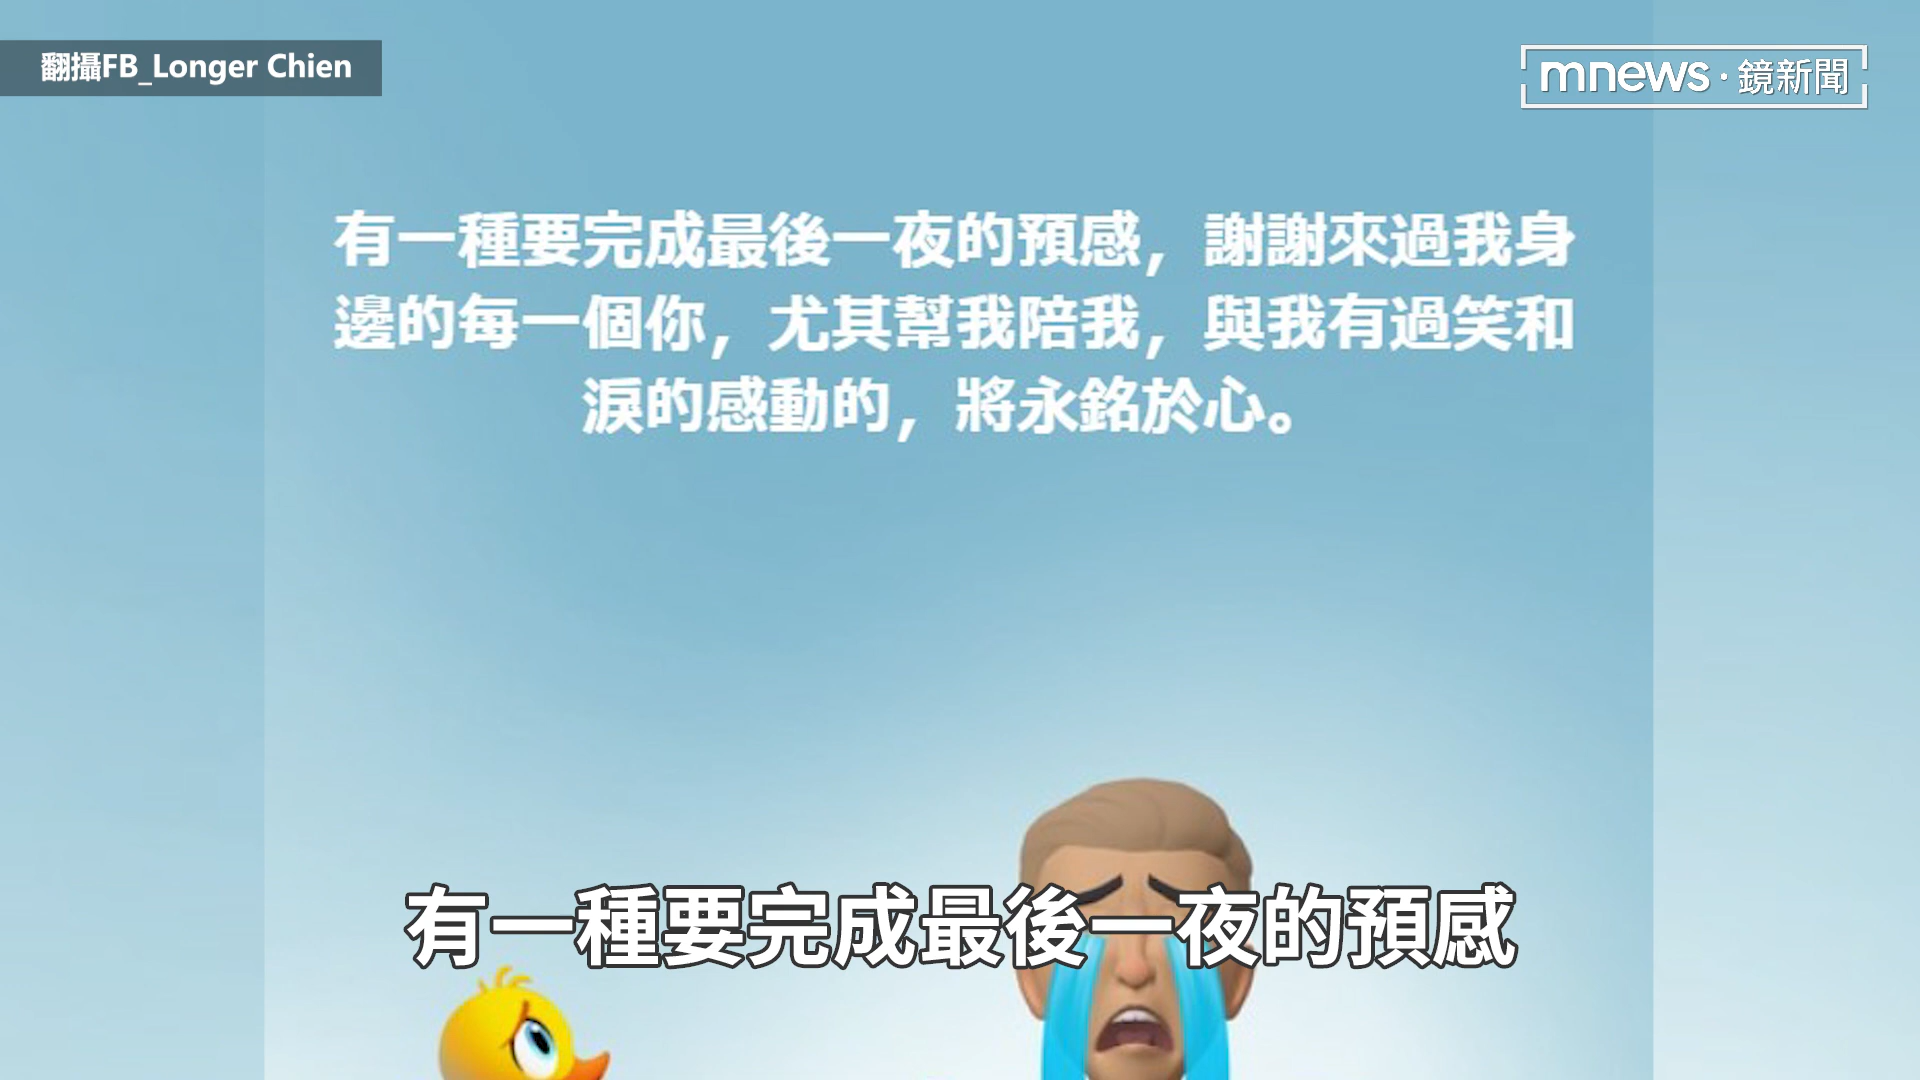 翻攝FB_Longer Chien
mnews·鏡新聞
有一種要完成最後一夜的預感，謝謝來過我身
邊的每一個你，尤其幫我陪我，與我有過笑和
淚的感動的，將永銘於心。
有一種要完成最後一夜的預感